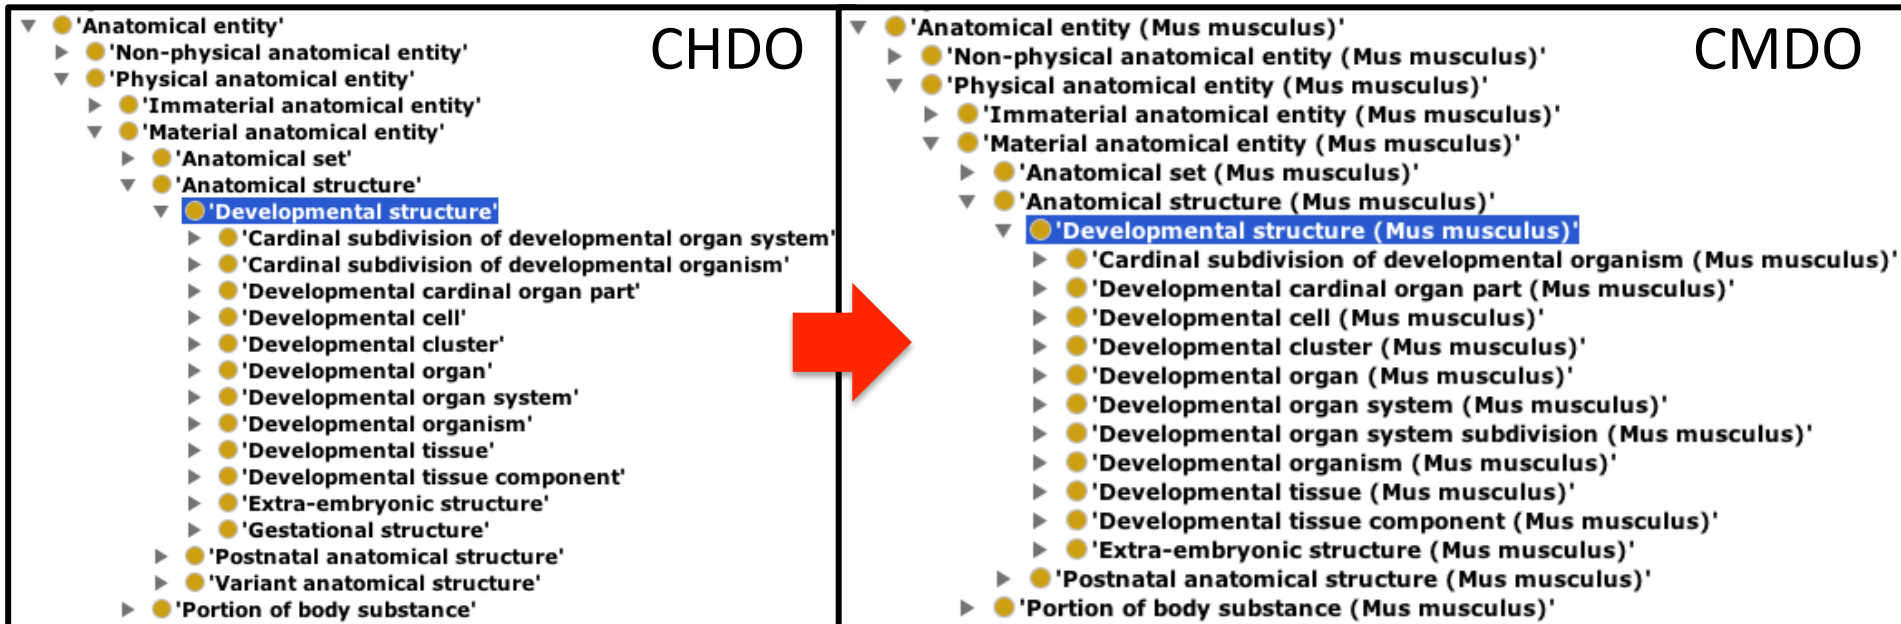 CHDO
'Anatomical entity'
'Non-physical anatomical entity'
'Physical anatomical entity'
'Immaterial anatomical entity'
'Material anatomical entity'
'Anatomical set'
'Anatomical structure'
'Developmental structure'
'Cardinal subdivision of developmental organ system'
'Cardinal subdivision of developmental organism'
'Developmental cardinal organ part'
'Developmental cell'
'Developmental cluster'
'Developmental organ'
'Developmental organ system'
'Developmental organism'
'Developmental tissue'
'Developmental tissue component'
'Extra-embryonic structure'
'Gestational structure'
'Postnatal anatomical structure'
'Variant anatomical structure'
'Portion of body substance'
CMDO
'Anatomical entity (Mus musculus)'
'Non-physical anatomical entity (Mus musculus)'
'Physical anatomical entity (Mus musculus)'
'Immaterial anatomical entity (Mus musculus)'
'Material anatomical entity (Mus musculus)'
'Anatomical set (Mus musculus)'
'Anatomical structure (Mus musculus)'
'Developmental structure (Mus musculus)'
'Cardinal subdivision of developmental organism (Mus musculus)'
'Developmental cardinal organ part (Mus musculus)'
'Developmental cell (Mus musculus)'
'Developmental cluster (Mus musculus)'
'Developmental organ (Mus musculus)'
'Developmental organ system (Mus musculus)'
'Developmental organ system subdivision (Mus musculus)'
'Developmental organism (Mus musculus)'
'Developmental tissue (Mus musculus)'
'Developmental tissue component (Mus musculus)'
'Extra-embryonic structure (Mus musculus)'
'Postnatal anatomical structure (Mus musculus)'
'Portion of body substance (Mus musculus)'